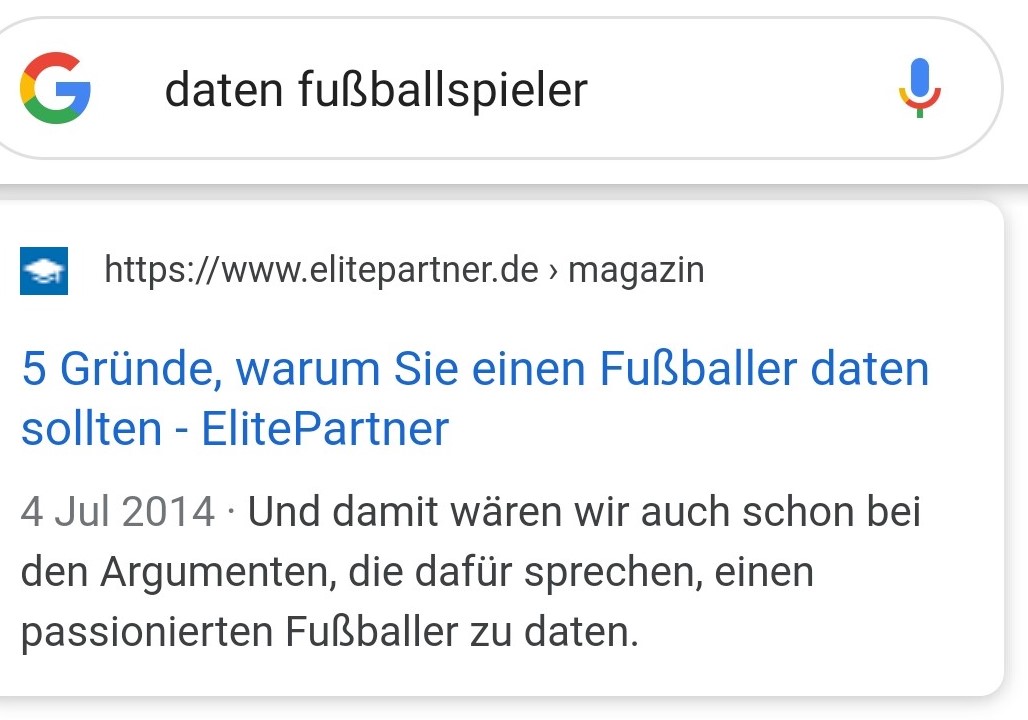 daten fußballspieler
https://www.elitepartner.de › magazin
5 Gründe, warum Sie einen Fußballer daten
sollten - ElitePartner
4 Jul 2014 · Und damit wären wir auch schon bei
den Argumenten, die dafür sprechen, einen
passionierten Fußballer zu daten.